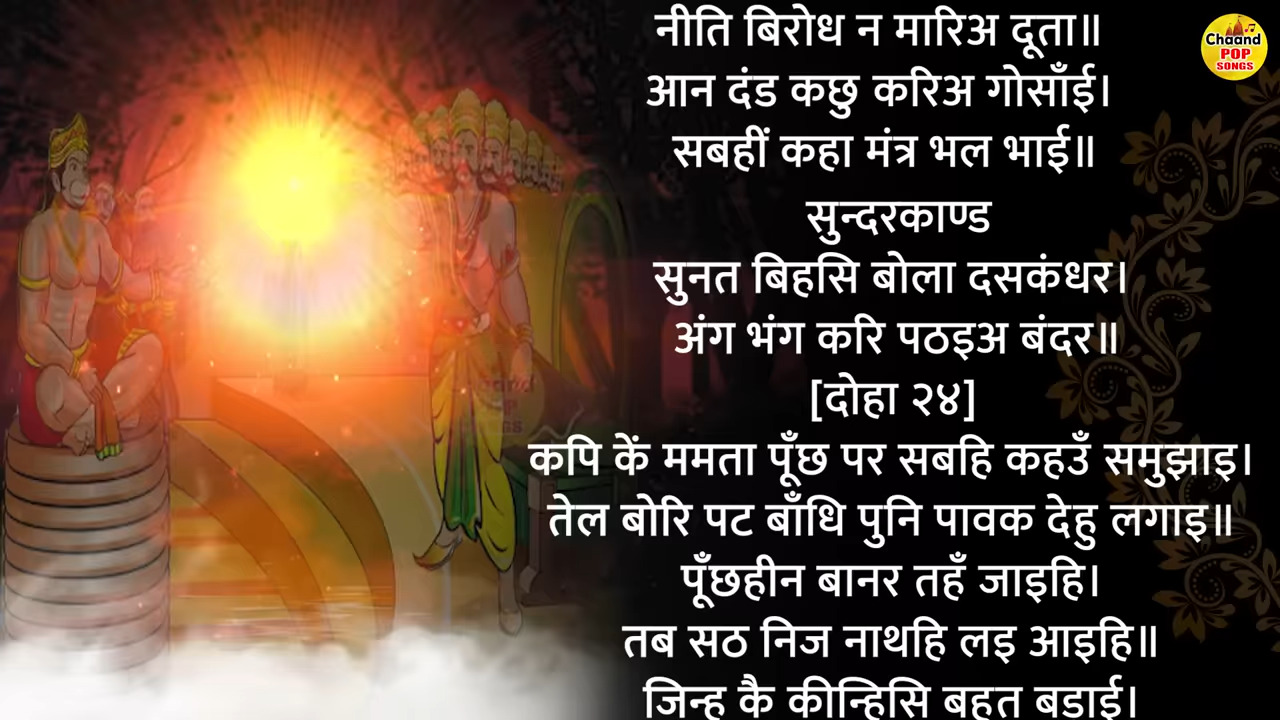 नीति बिरोध न मारिअ दूता॥
आन दंड कछु करिअ गोसाँई।
सबहीं कहा मंत्र भल भाई॥
सुन्दरकाण्ड
सुनत बिहसि बोला दसकंधर।
अंग भंग करि पठइअ बंदर॥
[दोहा २४]
कपि कें ममता पूँछ पर सबहि कहउँ समुझाइ।
तेल बोरि पट बाँधि पुनि पावक देहु लगाइ॥
पूँछहीन बानर तहँ जाइहि।
तब सठ निज नाथहि लइ आइहि॥
जिन्ह कै कीन्हिसि बहुत बड़ाई।
Chaand
POP
SONGS